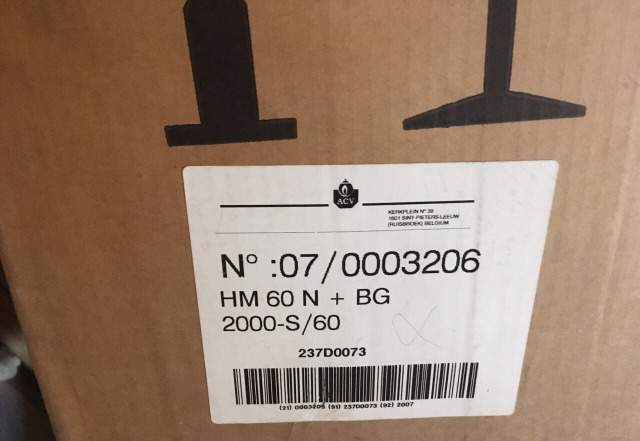 ACV
KERKPLEIN N° 39
1601 SINT-PIETERS-LEEUW
(RUISBROEK) BELGIUM
N° :07/0003206
HM 60 N + BG
2000-S/60
237D0073
(21) 0003206 (91) 237D0073 (92) 2007